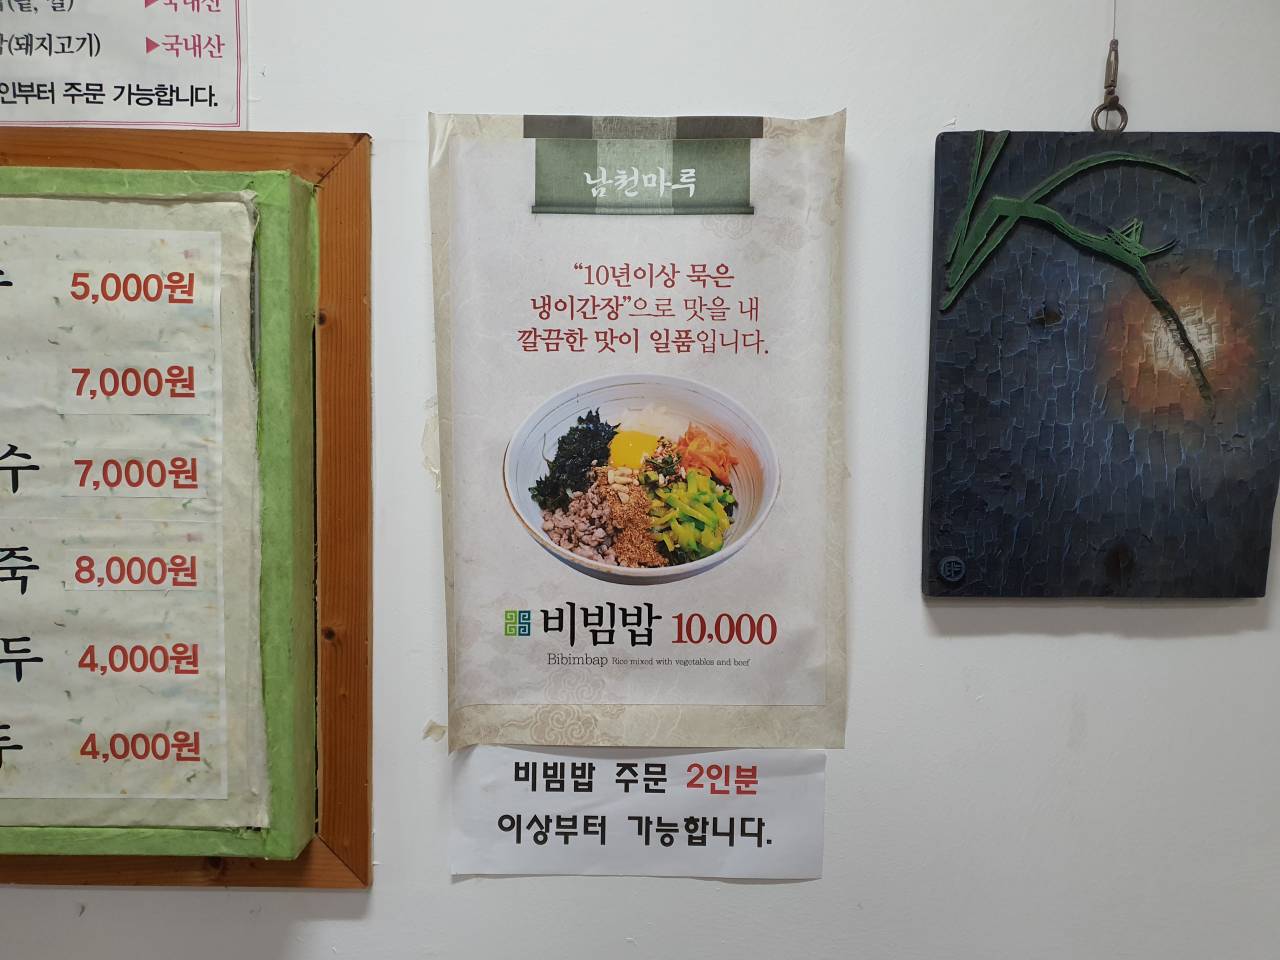 ▶국내산
(돼지고기) ▶국내산
인부터 주문 가능합니다.
5,000원
7,000원
수 7,000원
죽 8,000원
두 4,000원
두 4,000원
남천마루
“10년이상 묵은
냉이간장”으로 맛을 내
깔끔한 맛이 일품입니다.
비빔밥 10,000
Bibimbap Rice mixed with vegetables and beef
비빔밥 주문 2인분
이상부터 가능합니다.